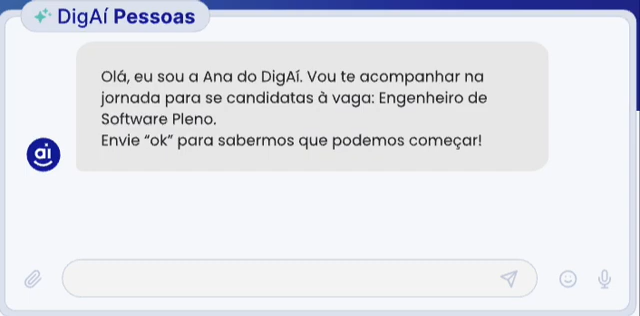 DigAí Pessoas
Olá, eu sou a Ana do DigAí. Vou te acompanhar na
jornada para se candidatas à vaga: Engenheiro de
Software Pleno.
Envie “ok” para sabermos que podemos começar!
ai